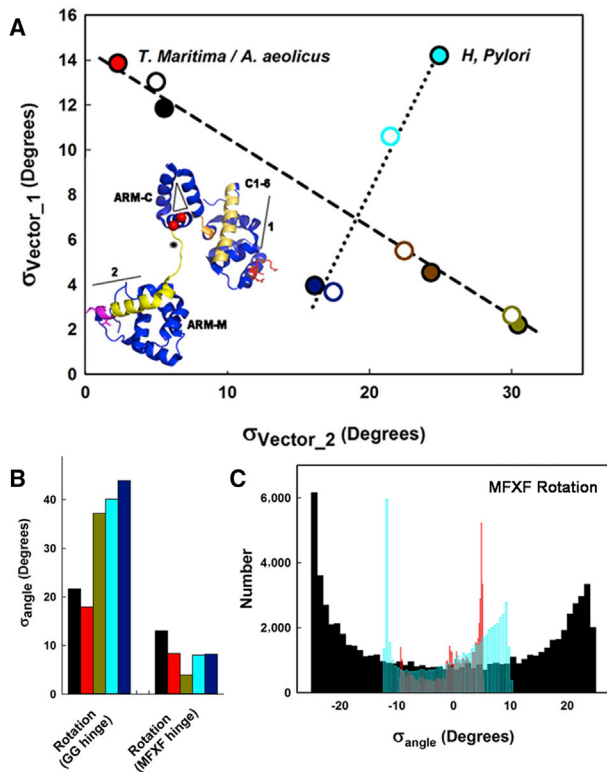 A
T. Maritima / A. aeolicus
H, Pylori
16
14
12
10
8
6
4
2
0
σVector_1 (Degrees)
ARM-C
C1-6
1
2
ARM-M
0
10
20
30
σVector_2 (Degrees)
B
C
σangle (Degrees)
40
30
20
10
0
Rotation
(GG hinge)
Rotation
(MFXF hinge)
MFXF Rotation
Number
6,000
4.000
2,000
0
-20
-10
0
10
20
σangle (Degrees)